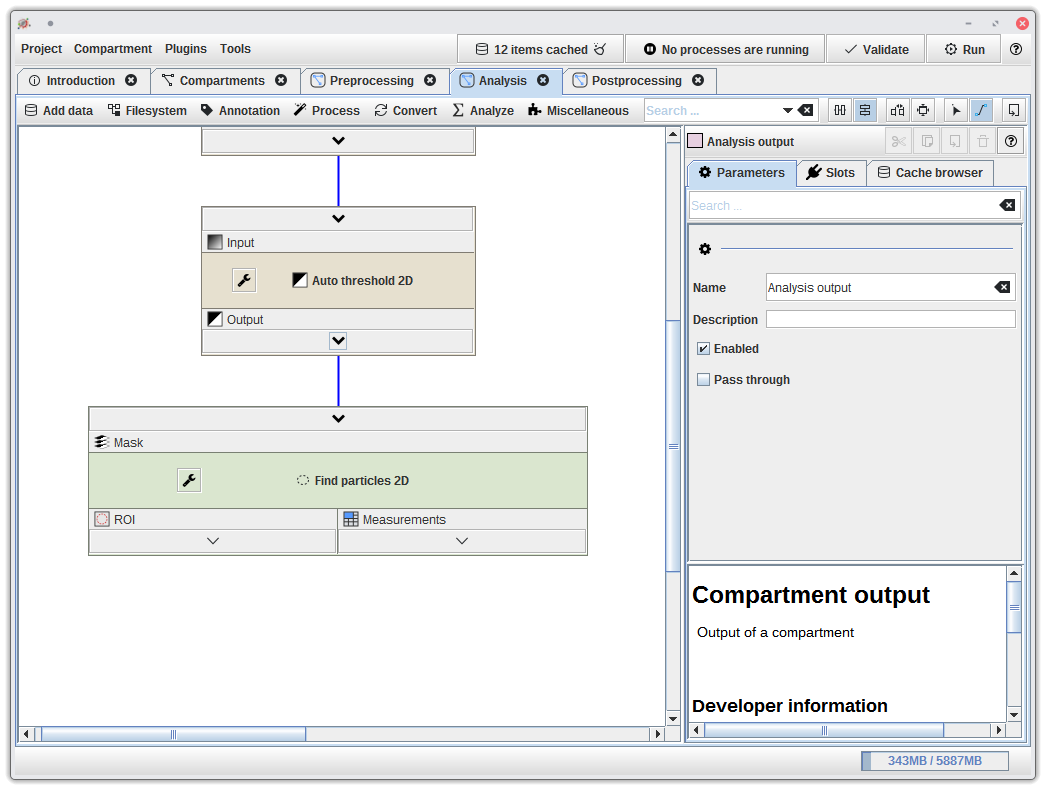 Project Compartment Plugins Tools 12 items cached No processes are running Validate Run
Introduction Compartments Preprocessing Analysis Postprocessing
Add data Filesystem Annotation Process Convert Analyze Miscellaneous Search ...
Analysis output
Parameters Slots Cache browser
Search ...
Input
Auto threshold 2D
Output
Name Analysis output
Description
Enabled
Pass through
Mask
Find particles 2D
ROI Measurements
Compartment output
Output of a compartment
Developer information
343MB / 5887MB